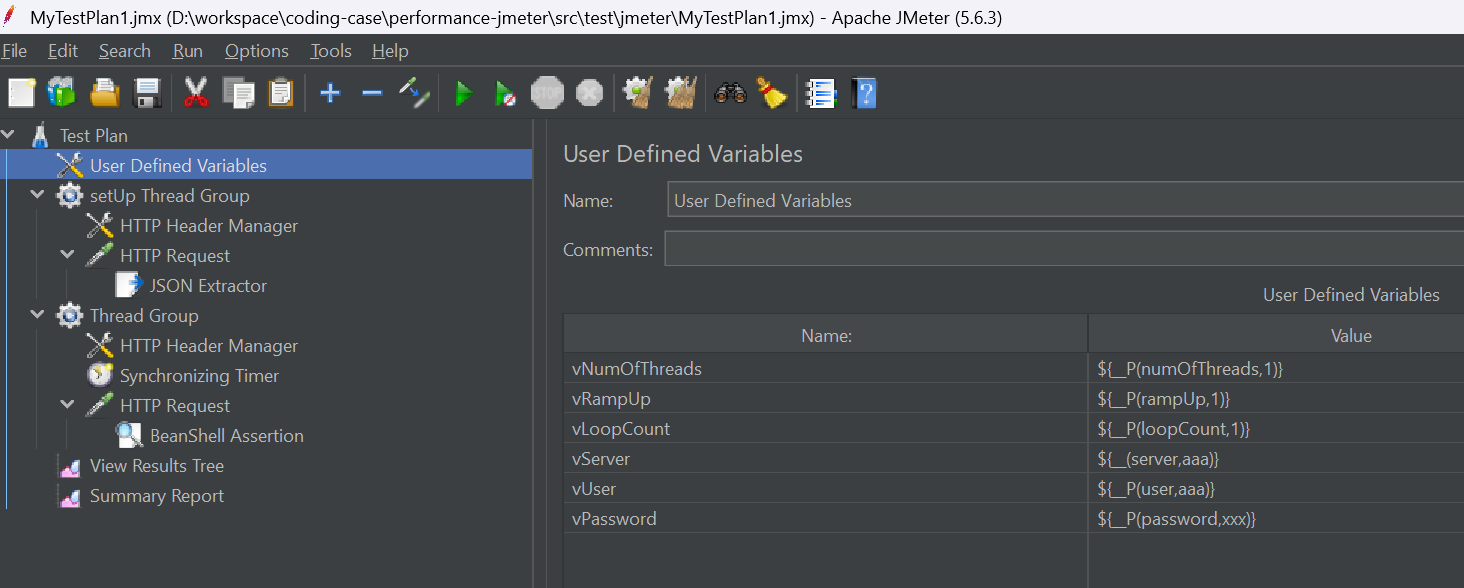 MyTestPlan1.jmx (D:\workspace\coding-case\performance-jmeter\src\test\jmeter\MyTestPlan1.jmx) - Apache JMeter (5.6.3)
File Edit Search Run Options Tools Help
STOP
Test Plan
User Defined Variables
setUp Thread Group
HTTP Header Manager
HTTP Request
JSON Extractor
Thread Group
HTTP Header Manager
Synchronizing Timer
HTTP Request
BeanShell Assertion
View Results Tree
Summary Report
User Defined Variables
Name: User Defined Variables
Comments:
User Defined Variables
Name: Value
vNumOfThreads ${__P(numOfThreads,1)}
vRampUp ${__P(rampUp,1)}
vLoopCount ${__P(loopCount,1)}
vServer ${__(server,aaa)}
vUser ${__P(user,aaa)}
vPassword ${__P(password,xxx)}